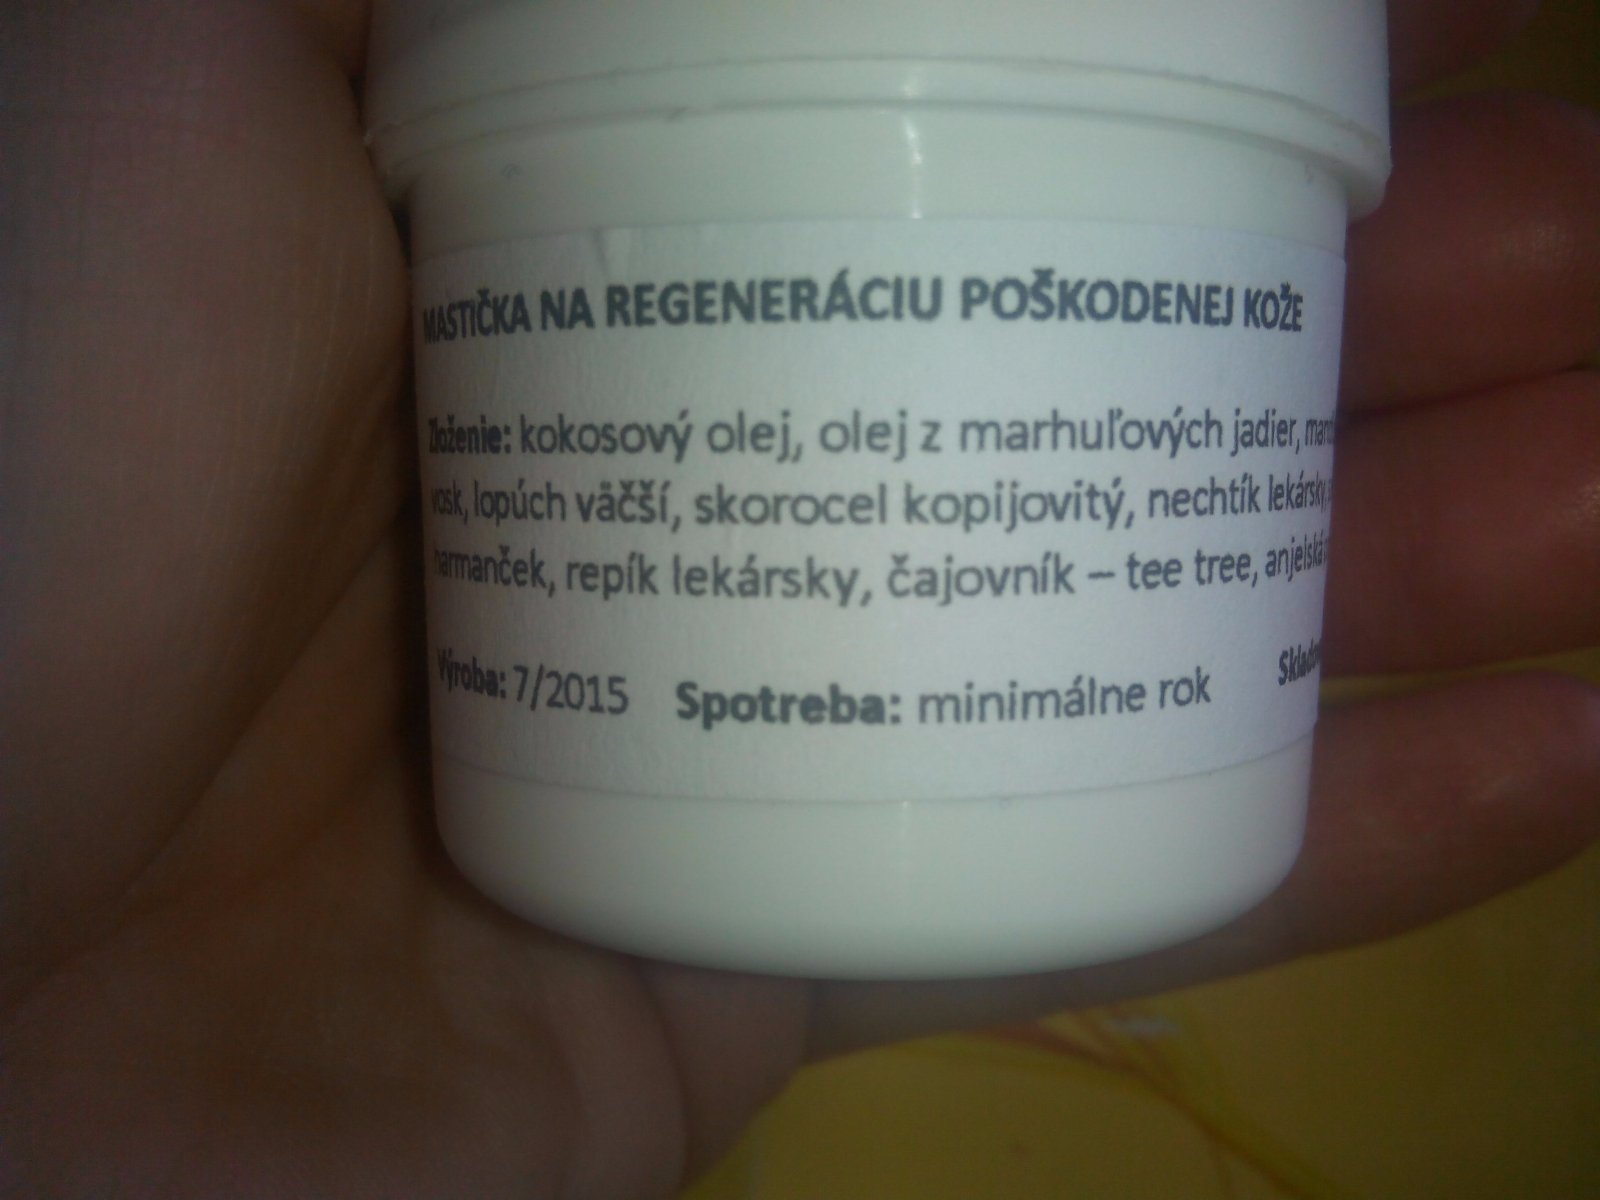 MASTIČKA NA REGENERÁCIU POŠKODENEJ KOŽE
Zloženie: kokosový olej, olej z marhuľových jadier,
vosk, lopúch väčší, skorocel kopijovitý, nechtík lekársky,
harmanček, repík lekársky, čajovník – tee tree, anjelská
Výroba: 7/2015 Spotreba: minimálne rok